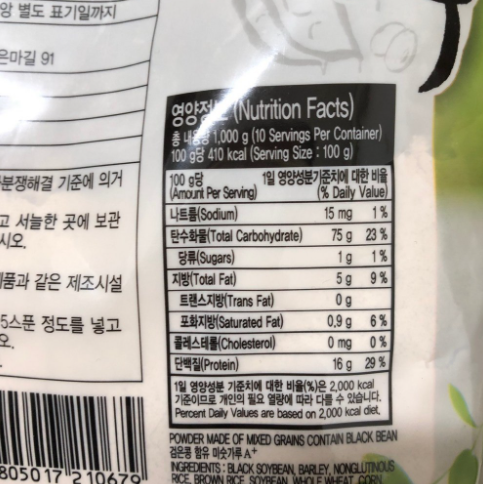 앙 별도 표기일까지
은마길 91
분쟁해결 기준에 의거
고 서늘한 곳에 보관
시오.
제품과 같은 제조시설
5스푼 정도를 넣고
오.
영양정보 (Nutrition Facts)
총 내용량 1,000 g (10 Servings Per Container)
100 g당 410 kcal (Serving Size : 100 g)
100 g당 1일 영양성분기준치에 대한 비율
(Amount Per Serving) (% Daily Value)
나트륨(Sodium) 15 mg 1 %
탄수화물(Total Carbohydrate) 75 g 23 %
당류(Sugars) 1 g 1 %
지방(Total Fat) 5 g 9 %
트랜스지방(Trans Fat) 0 g
포화지방(Saturated Fat) 0.9 g 6 %
콜레스테롤(Cholesterol) 0 mg 0 %
단백질(Protein) 16 g 29 %
1일 영양성분 기준치에 대한 비율(%)은 2,000 kcal
기준이므로 개인의 필요 열량에 따라 다를 수 있습니다.
Percent Daily Values are based on 2,000 kcal diet.
POWDER MADE OF MIXED GRAINS CONTAIN BLACK BEAN
검은콩 함유 미숫가루 A+
INGREDIENTS : BLACK SOYBEAN, BARLEY, NONGLUTINOUS
RICE, BROWN RICE, SOYBEAN, WHOLE WHEAT, CORN
805017 210679